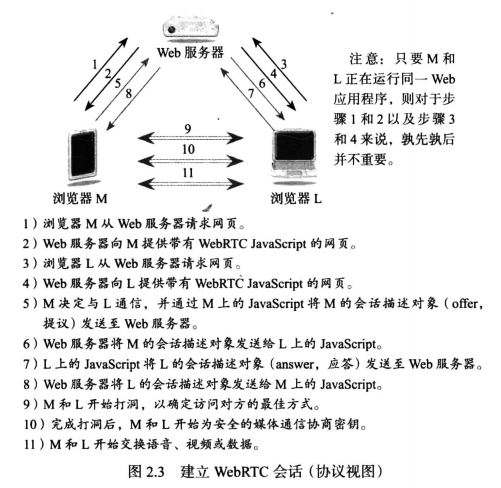 Web 服务器
1
2
5
8
3
4
6
7
注意：只要 M 和
L 正在运行同一 Web
应用程序，则对于步
骤 1 和 2 以及步骤 3
和 4 来说，孰先孰后
并不重要。
9
10
11
浏览器 M
浏览器 L
1）浏览器 M 从 Web 服务器请求网页。
2）Web 服务器向 M 提供带有 WebRTC JavaScript 的网页。
3）浏览器 L 从 Web 服务器请求网页。
4）Web 服务器向 L 提供带有 WebRTC JavaScript 的网页。
5）M 决定与 L 通信，并通过 M 上的 JavaScript 将 M 的会话描述对象（offer，
提议）发送至 Web 服务器。
6）Web 服务器将 M 的会话描述对象发送给 L 上的 JavaScript。
7）L 上的 JavaScript 将 L 的会话描述对象（answer，应答）发送至 Web 服务器。
8）Web 服务器将 L 的会话描述对象发送给 M 上的 JavaScript。
9）M 和 L 开始打洞，以确定访问对方的最佳方式。
10）完成打洞后，M 和 L 开始为安全的媒体通信协商密钥。
11）M 和 L 开始交换语音、视频或数据。
图 2.3 建立 WebRTC 会话（协议视图）